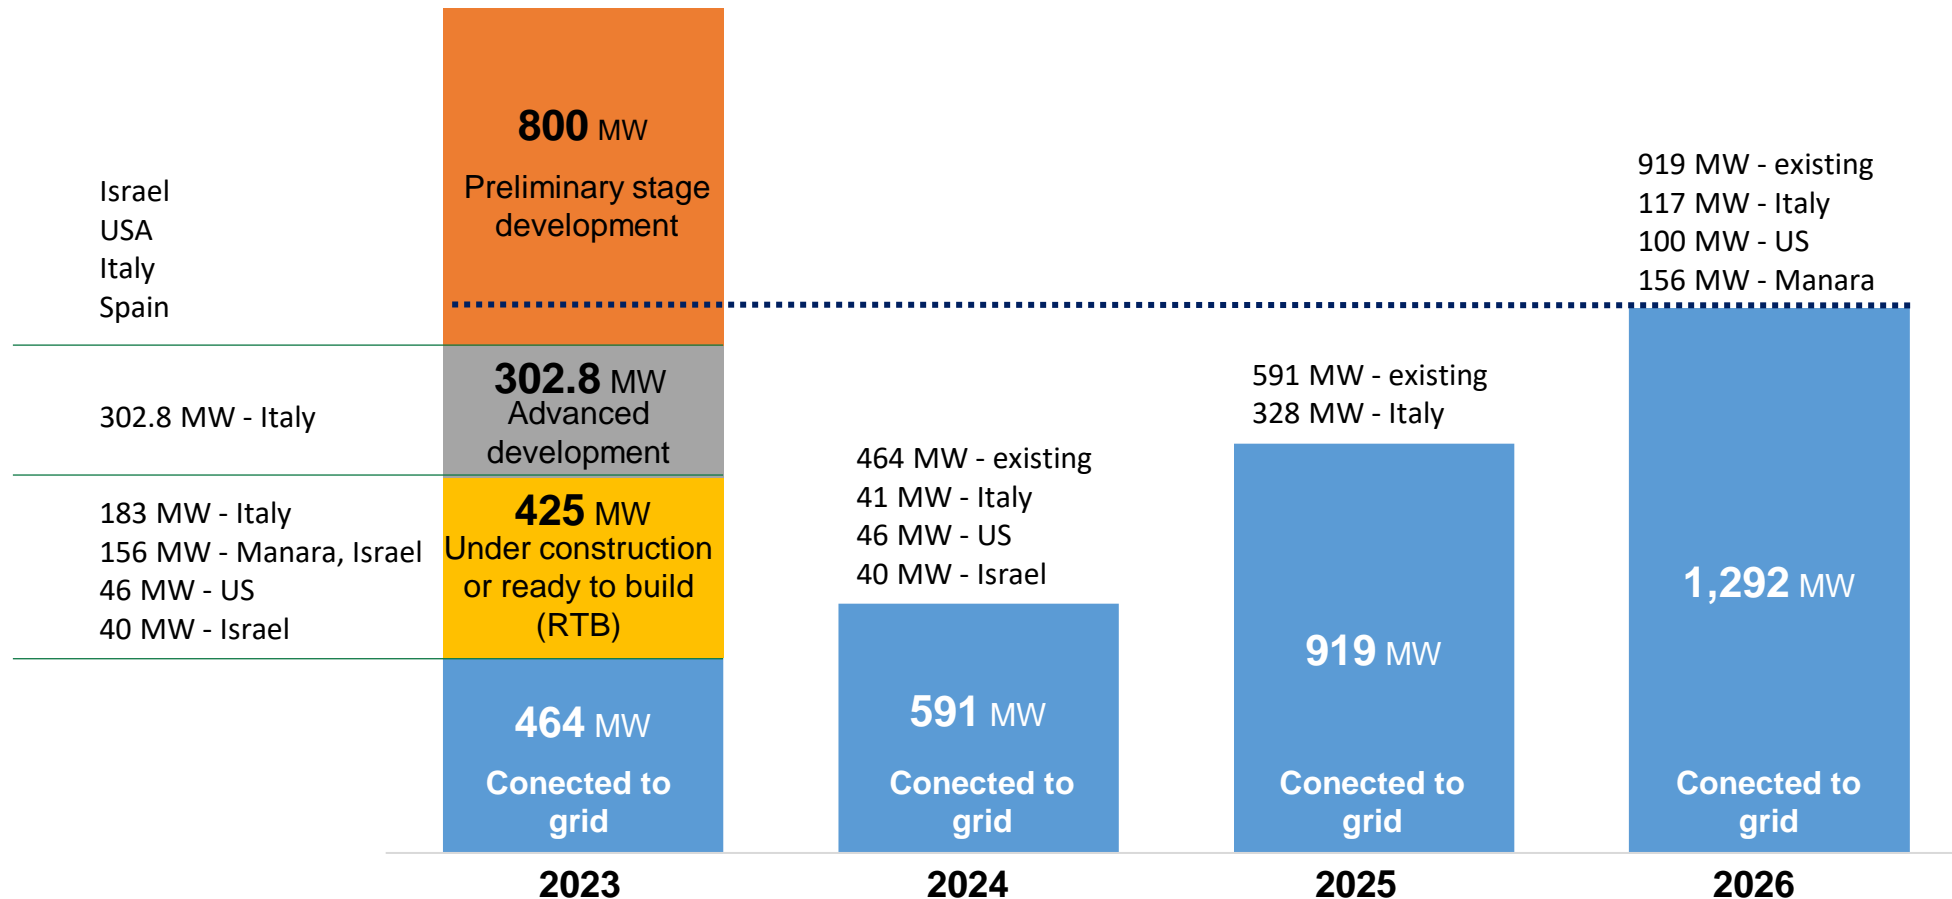 800 MW
Preliminary stage
development
Israel
USA
Italy
Spain
302.8 MW
Advanced
development
302.8 MW - Italy
425 MW
Under construction
or ready to build
(RTB)
183 MW - Italy
156 MW - Manara, Israel
46 MW - US
40 MW - Israel
464 MW
Conected to
grid
2023
464 MW - existing
41 MW - Italy
46 MW - US
40 MW - Israel
591 MW
Conected to
grid
2024
591 MW - existing
328 MW - Italy
919 MW
Conected to
grid
2025
919 MW - existing
117 MW - Italy
100 MW - US
156 MW - Manara
1,292 MW
Conected to
grid
2026